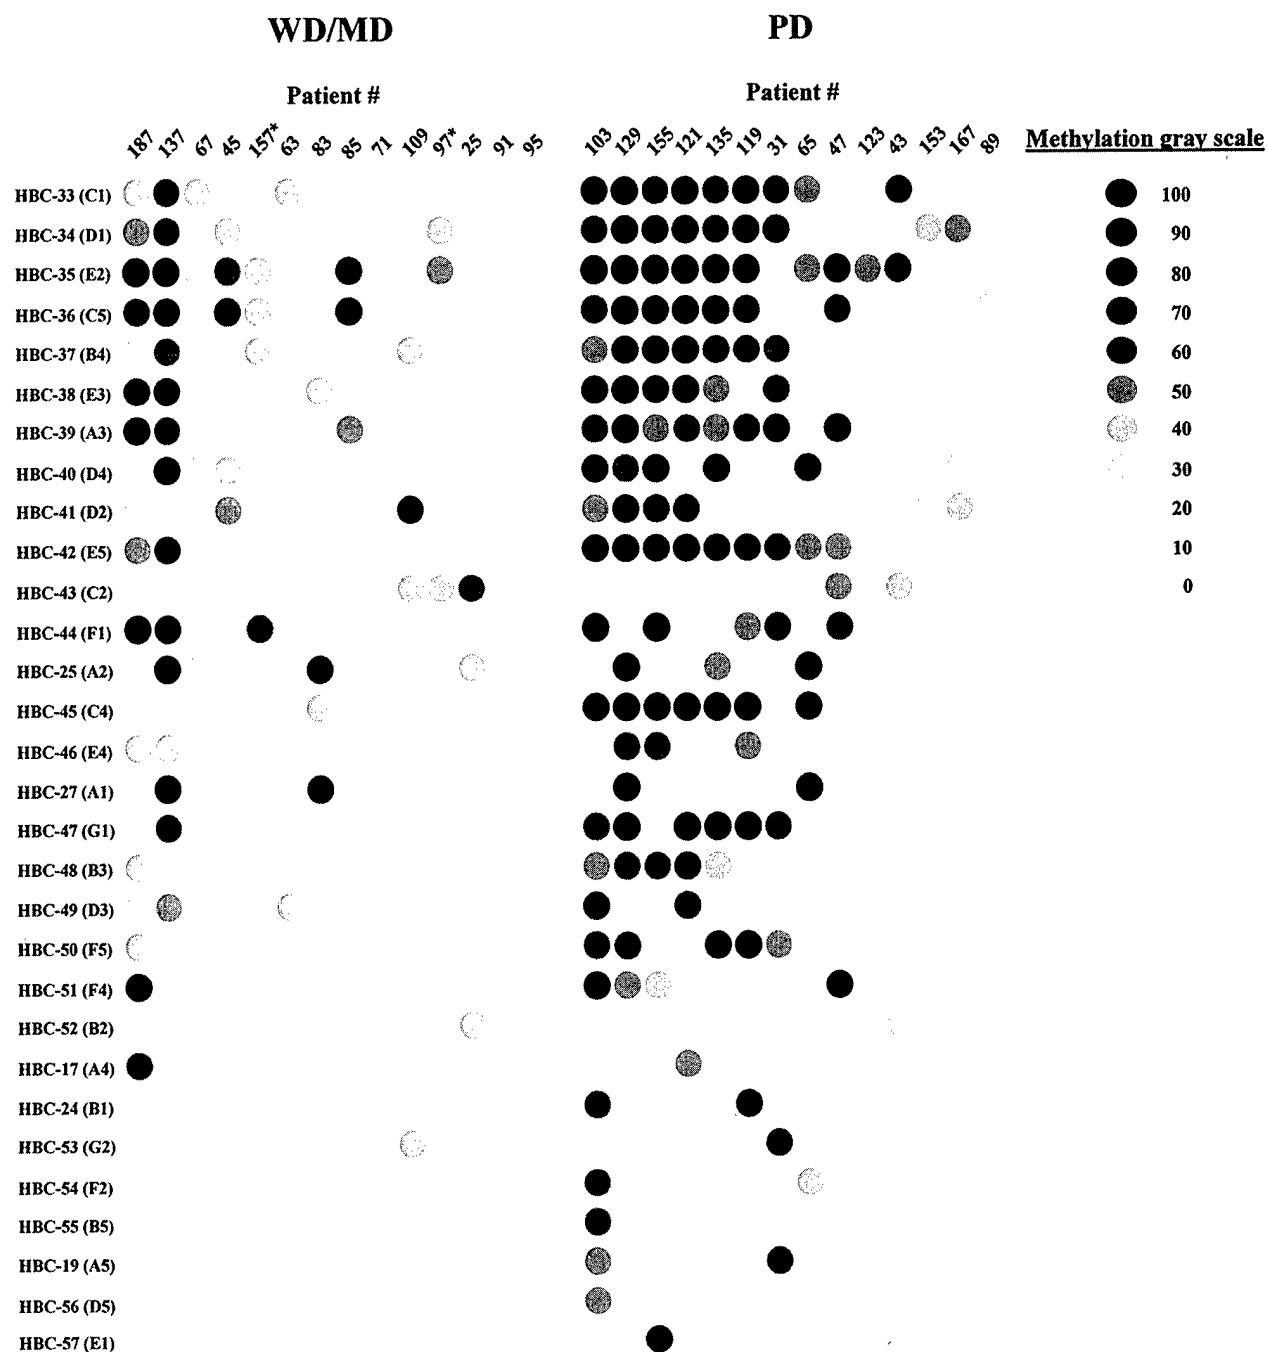 WD/MD PD
Patient # Patient #
187 137 67 45 157* 63 83 85 71 109 97* 25 91 95 103 129 155 121 135 119 31 65 47 123 43 153 167 89
Methylation gray scale
HBC-33 (C1) 100
HBC-34 (D1) 90
HBC-35 (E2) 80
HBC-36 (C5) 70
HBC-37 (B4) 60
HBC-38 (E3) 50
HBC-39 (A3) 40
HBC-40 (D4) 30
HBC-41 (D2) 20
HBC-42 (E5) 10
HBC-43 (C2) 0
HBC-44 (F1)
HBC-25 (A2)
HBC-45 (C4)
HBC-46 (E4)
HBC-27 (A1)
HBC-47 (G1)
HBC-48 (B3)
HBC-49 (D3)
HBC-50 (F5)
HBC-51 (F4)
HBC-52 (B2)
HBC-17 (A4)
HBC-24 (B1)
HBC-53 (G2)
HBC-54 (F2)
HBC-55 (B5)
HBC-19 (A5)
HBC-56 (D5)
HBC-57 (E1)